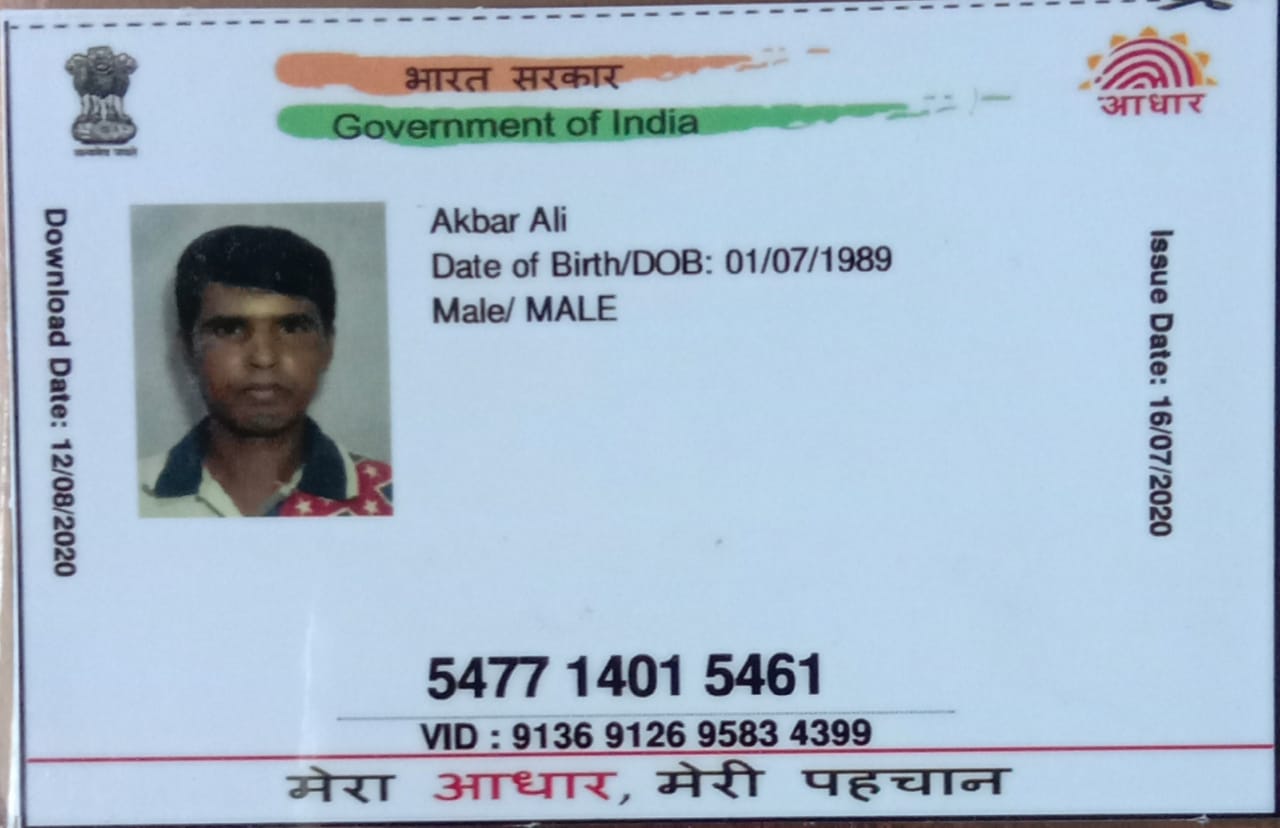 भारत सरकार
Government of India
आधार
Download Date: 12/08/2020
Akbar Ali
Date of Birth/DOB: 01/07/1989
Male/ MALE
Issue Date: 16/07/2020
5477 1401 5461
VID : 9136 9126 9583 4399
मेरा आधार, मेरी पहचान